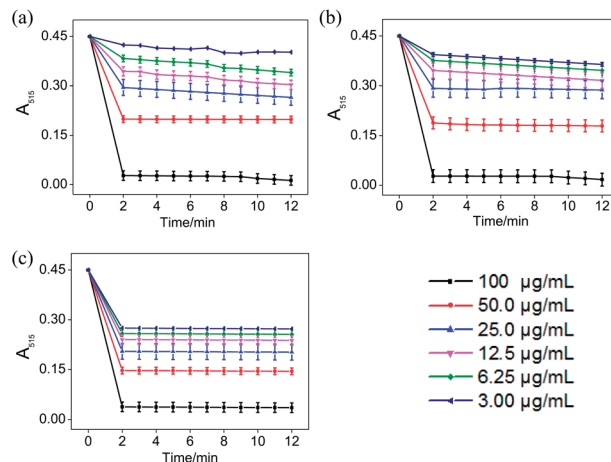 (a)
0.45
0.30
0.15
0.00
A515
0 2 4 6 8 10 12
Time/min
(b)
0.45
0.30
0.15
0.00
A515
0 2 4 6 8 10 12
Time/min
(c)
0.45
0.30
0.15
0.00
A515
0 2 4 6 8 10 12
Time/min
100 μg/mL
50.0 μg/mL
25.0 μg/mL
12.5 μg/mL
6.25 μg/mL
3.00 μg/mL